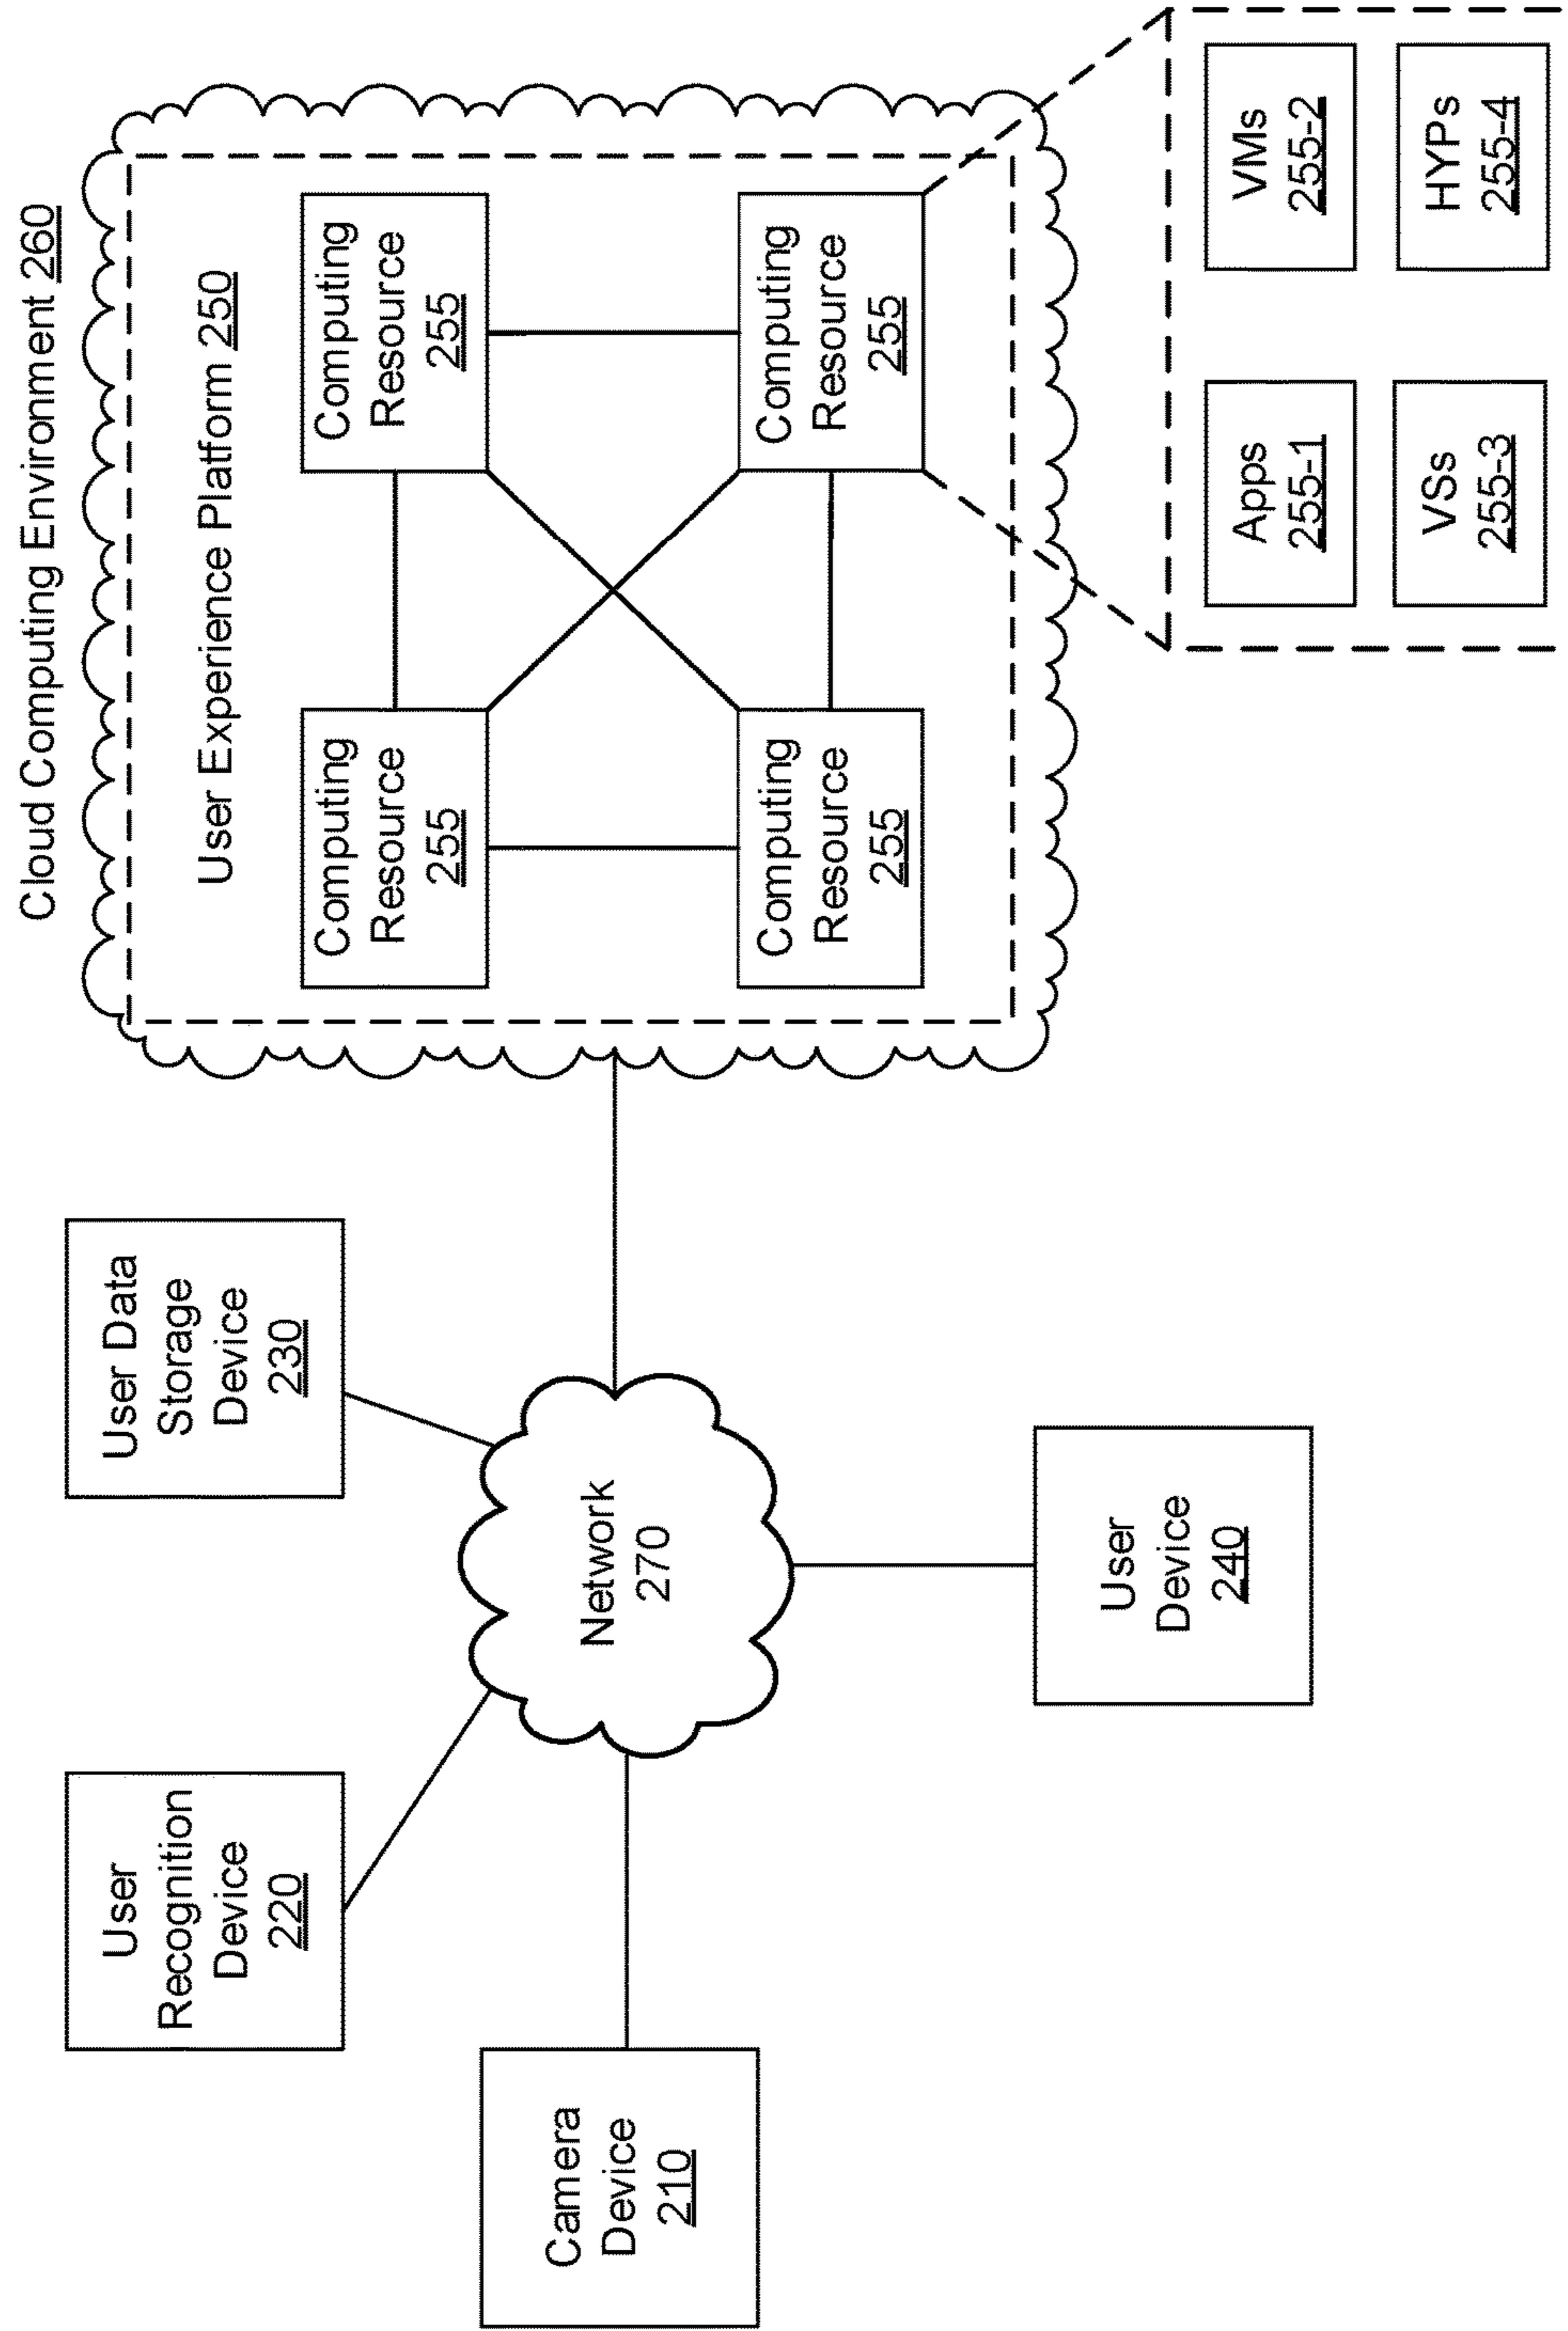 Cloud Computing Environment 260
User Experience Platform 250
Computing
Resource
255
Computing
Resource
255
Computing
Resource
255
Computing
Resource
255
Apps
255-1
VMs
255-2
VSs
255-3
HYPs
255-4
User
Recognition
Device
220
User Data
Storage
Device
230
Camera
Device
210
Network
270
User
Device
240